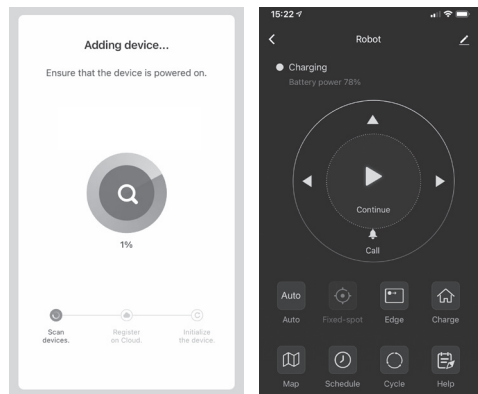 Adding device...
Ensure that the device is powered on.
1%
Scan
devices.
Register
on Cloud.
Initialize
the device.
15:22
Robot
Charging
Battery power 78%
Continue
Call
Auto
Auto
Fixed-spot
Edge
Charge
Map
Schedule
Cycle
Help